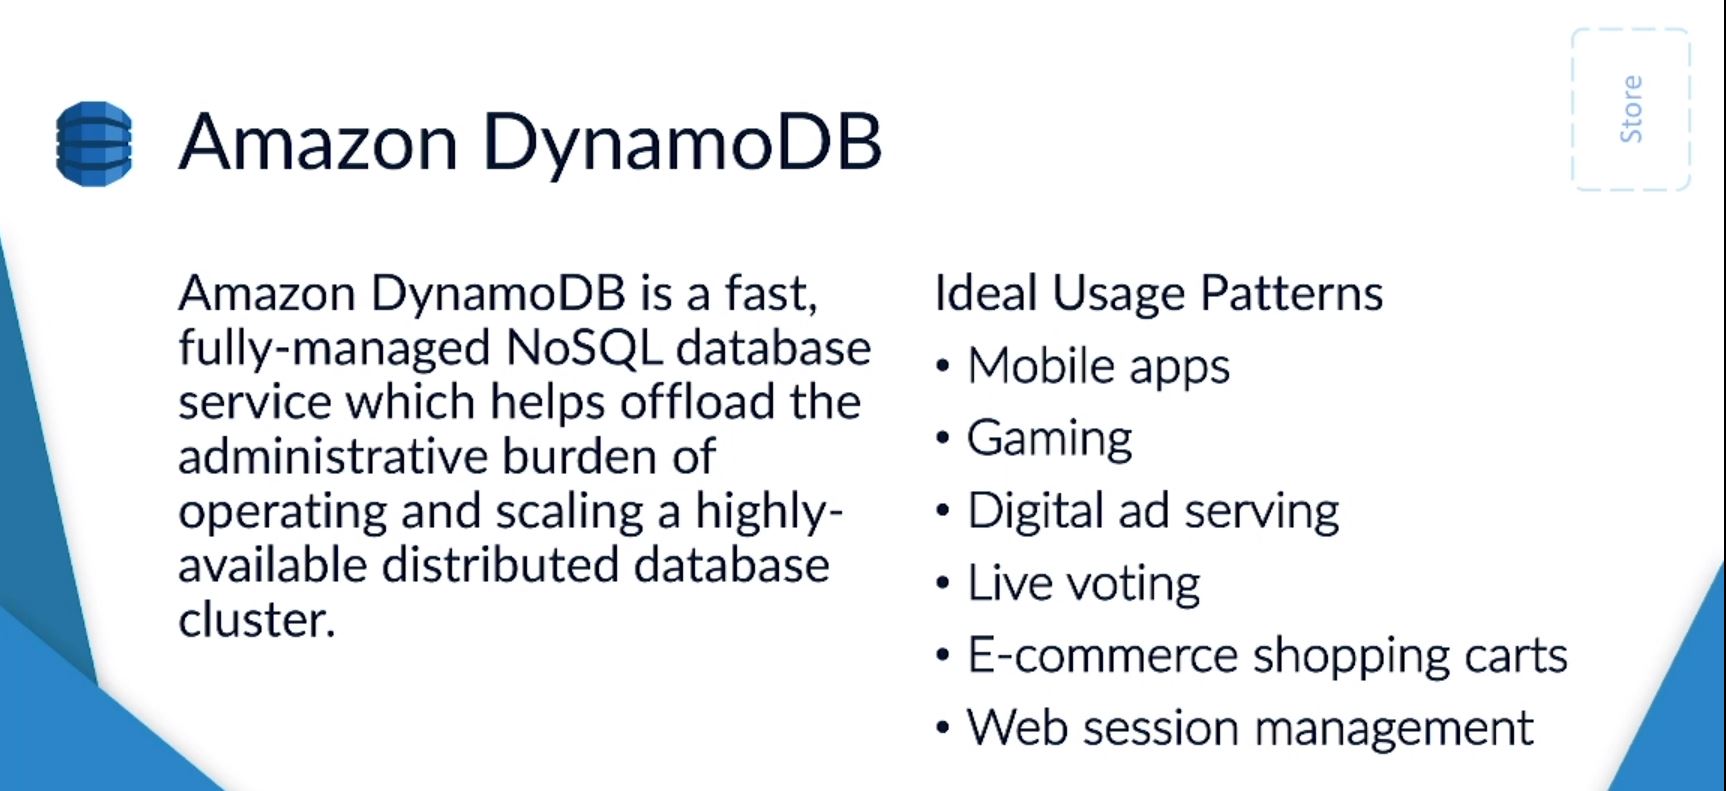 Store
Amazon DynamoDB
Amazon DynamoDB is a fast,
fully-managed NoSQL database
service which helps offload the
administrative burden of
operating and scaling a highly-
available distributed database
cluster.
Ideal Usage Patterns
• Mobile apps
• Gaming
• Digital ad serving
• Live voting
• E-commerce shopping carts
• Web session management